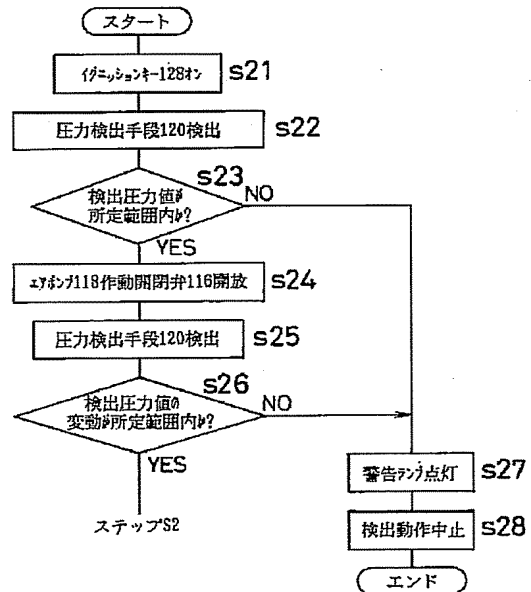 スタート
イグニッションキー128オン S21
圧力検出手段120検出 S22
S23
検出圧力値が
所定範囲内か?
NO
YES
エアポンプ118作動開閉弁116開放 S24
圧力検出手段120検出 S25
S26
検出圧力値の
変動が所定範囲内か?
NO
YES
ステップS2
警告ランプ点灯 S27
検出動作中止 S28
エンド